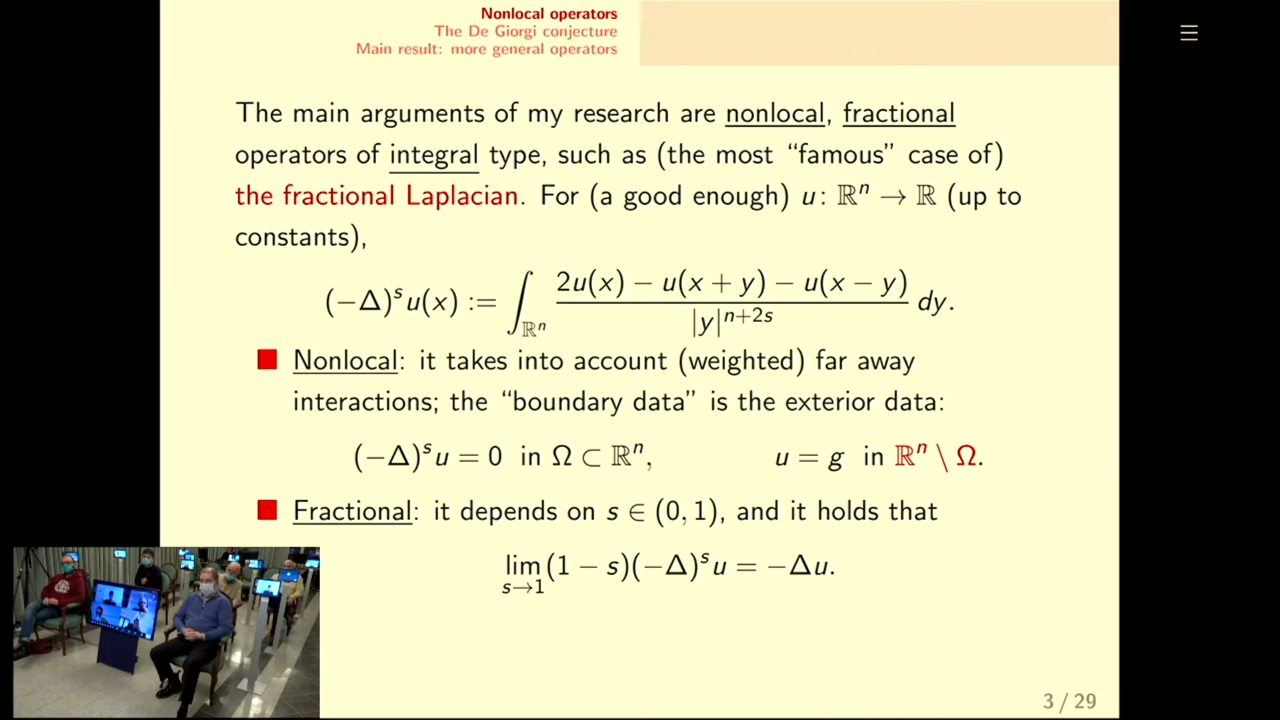 Nonlocal operators
The De Giorgi conjecture
Main result: more general operators
The main arguments of my research are nonlocal, fractional
operators of integral type, such as (the most “famous” case of)
the fractional Laplacian. For (a good enough) u: ℝⁿ → ℝ (up to
constants),
(−Δ)ˢu(x) := ∫_{ℝⁿ} (2u(x) − u(x + y) − u(x − y)) / |y|^{n+2s} dy.
Nonlocal: it takes into account (weighted) far away
interactions; the “boundary data” is the exterior data:
(−Δ)ˢu = 0 in Ω ⊂ ℝⁿ, u = g in ℝⁿ \ Ω.
Fractional: it depends on s ∈ (0, 1), and it holds that
lim_{s→1}(1 − s)(−Δ)ˢu = −Δu.
3 / 29